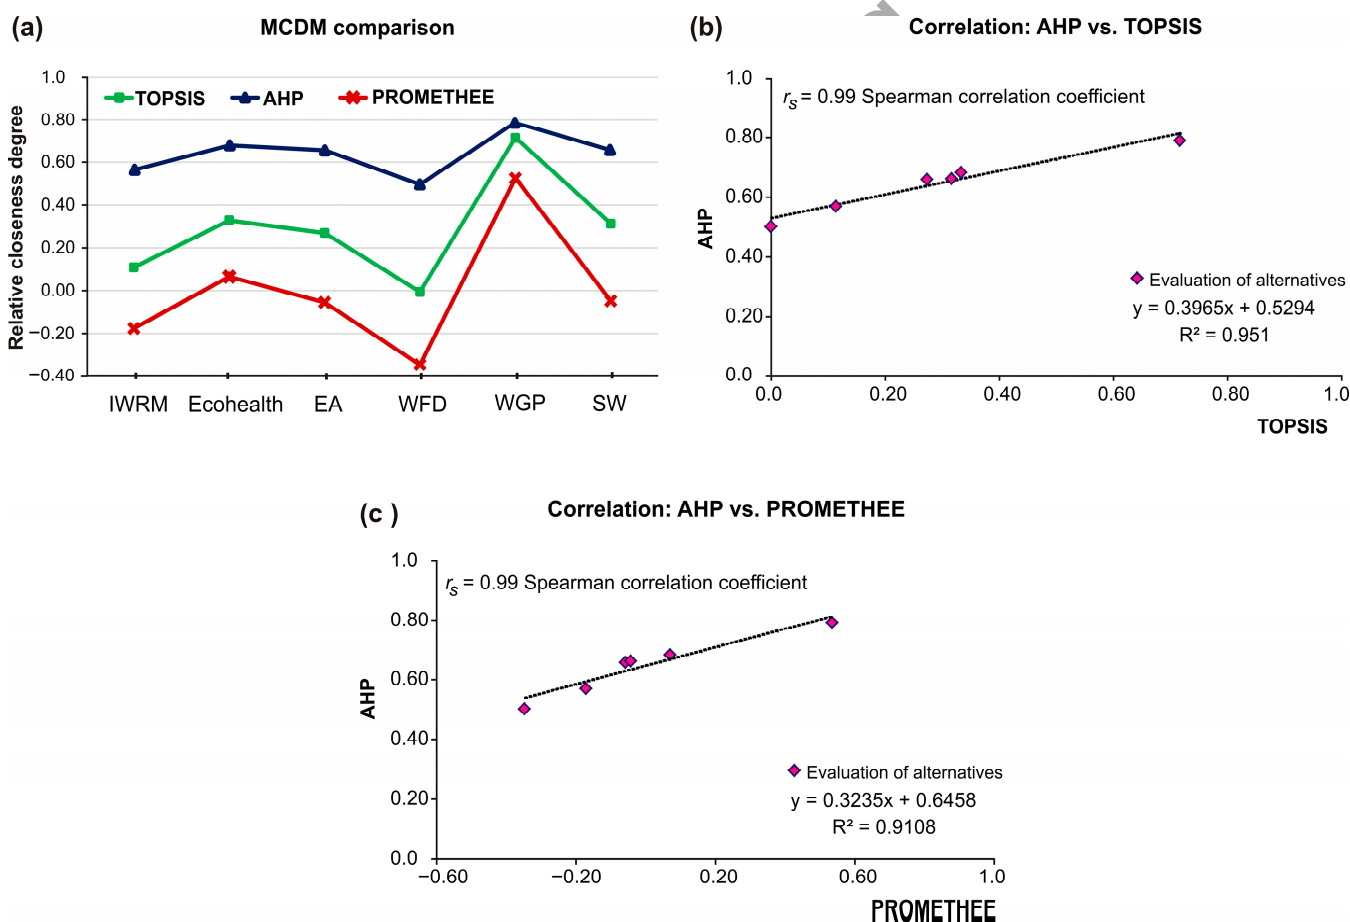 (a)
MCDM comparison
1.0
0.80
0.60
0.40
0.20
0.00
−0.20
−0.40
Relative closeness degree
TOPSIS AHP PROMETHEE
IWRM Ecohealth EA WFD WGP SW
(b)
Correlation: AHP vs. TOPSIS
rS = 0.99 Spearman correlation coefficient
1.0
0.80
0.60
0.40
0.20
0.0
AHP
Evaluation of alternatives
y = 0.3965x + 0.5294
R² = 0.951
0.0 0.20 0.40 0.60 0.80 1.0
TOPSIS
(c )
Correlation: AHP vs. PROMETHEE
rS = 0.99 Spearman correlation coefficient
1.0
0.80
0.60
0.40
0.20
0.0
AHP
Evaluation of alternatives
y = 0.3235x + 0.6458
R² = 0.9108
−0.60 −0.20 0.20 0.60 1.0
PROMETHEE